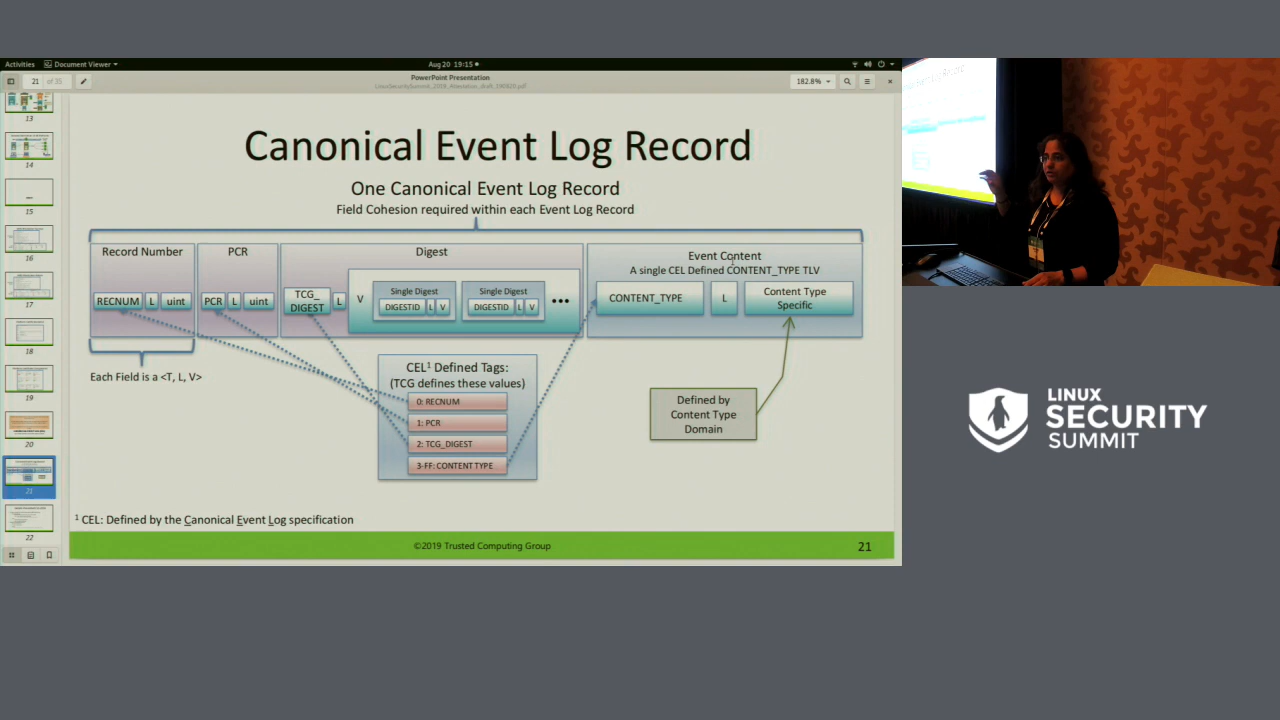 Activities
Document Viewer
Aug 20 19:15
21 of 35
PowerPoint Presentation
182.8%
13
14
15
16
17
18
19
20
21
22
Canonical Event Log Record
One Canonical Event Log Record
Field Cohesion required within each Event Log Record
Record Number
RECNUM L uint
PCR
PCR L uint
Digest
TCG_
DIGEST
L
V
Single Digest
DIGESTID L V
Single Digest
DIGESTID L V
•••
Event Content
A single CEL Defined CONTENT_TYPE TLV
CONTENT_TYPE
L
Content Type
Specific
Each Field is a <T, L, V>
CEL¹ Defined Tags:
(TCG defines these values)
0: RECNUM
1: PCR
2: TCG_DIGEST
3-FF: CONTENT TYPE
Defined by
Content Type
Domain
¹ CEL: Defined by the Canonical Event Log specification
©2019 Trusted Computing Group
21
LINUX
SECURITY
SUMMIT